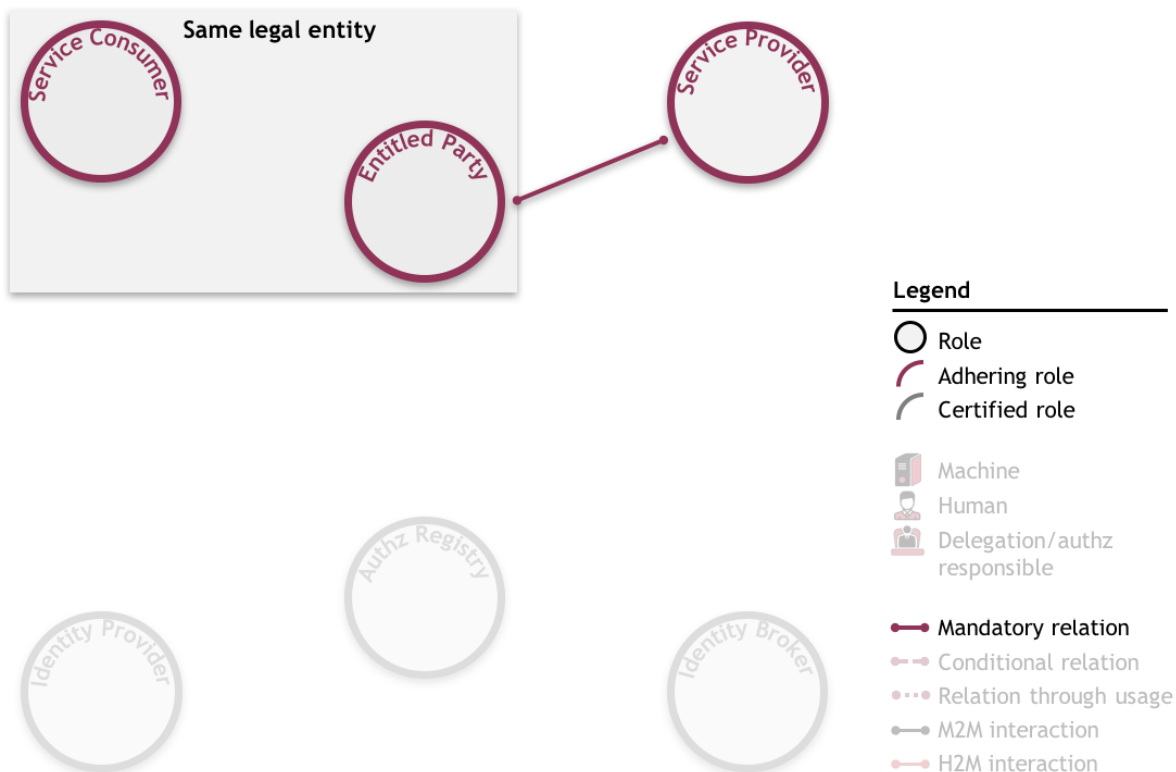 Same legal entity
Service Consumer
Entitled Party
Service Provider
Legend
Role
Adhering role
Certified role
Machine
Human
Delegation/authz
responsible
Authz Registry
Identity Provider
Identity Broker
Mandatory relation
Conditional relation
Relation through usage
M2M interaction
H2M interaction